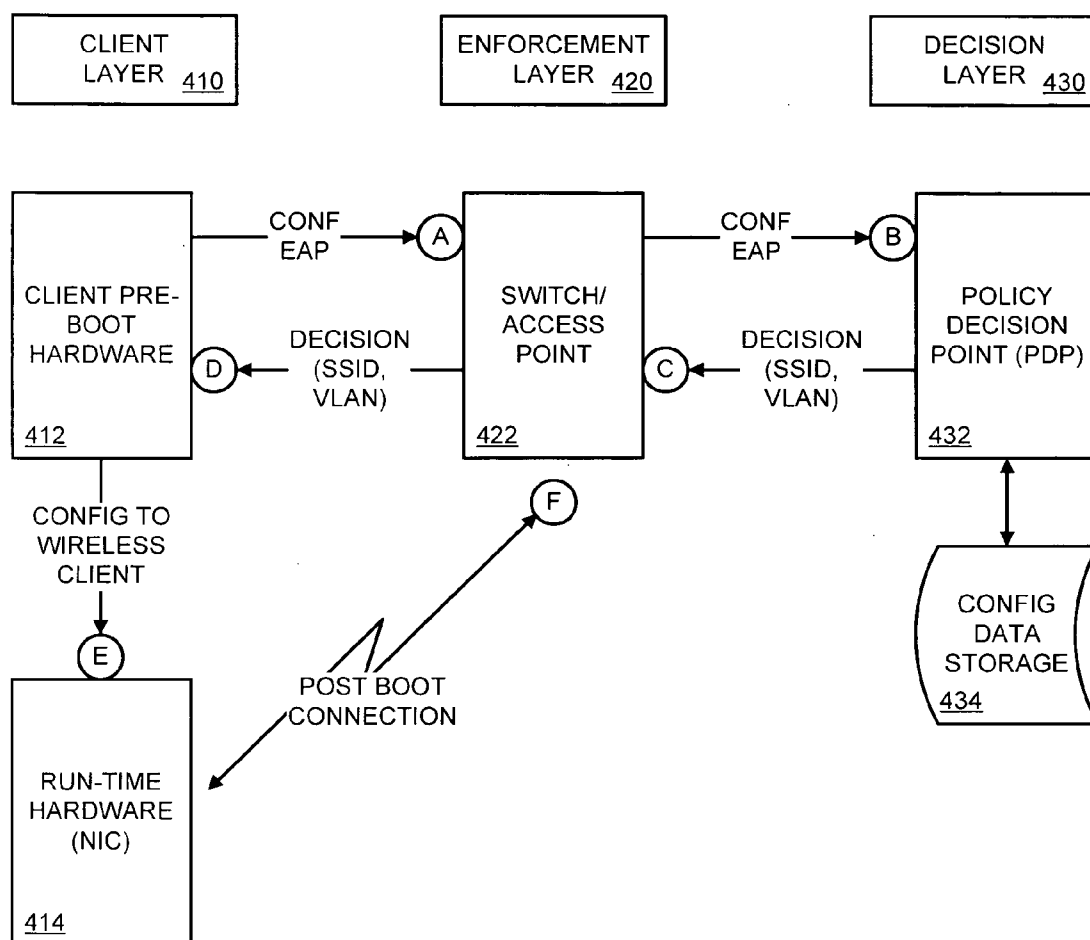 CLIENT
LAYER
410
ENFORCEMENT
LAYER
420
DECISION
LAYER
430
CLIENT PRE-
BOOT
HARDWARE
412
CONF
EAP
A
SWITCH/
ACCESS
POINT
422
CONF
EAP
B
POLICY
DECISION
POINT (PDP)
432
D
DECISION
(SSID,
VLAN)
C
DECISION
(SSID,
VLAN)
CONFIG TO
WIRELESS
CLIENT
E
F
POST BOOT
CONNECTION
CONFIG
DATA
STORAGE
434
RUN-TIME
HARDWARE
(NIC)
414